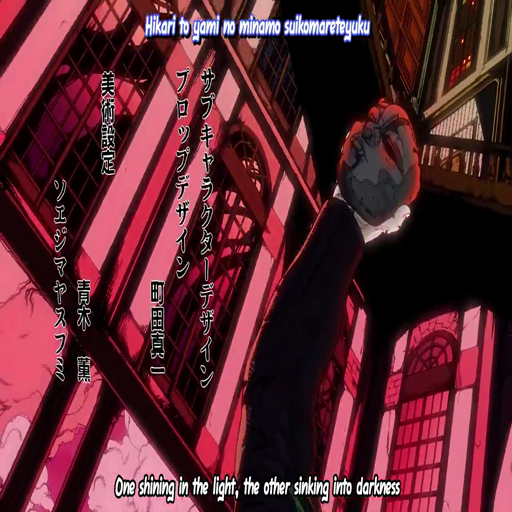 Hikari to yami no minamo suikomareteyuku
サブキャラクターデザイン
プロップデザイン
町田真一
美術設定
青木 薫
ソエジマヤスフミ
One shining in the light, the other sinking into darkness